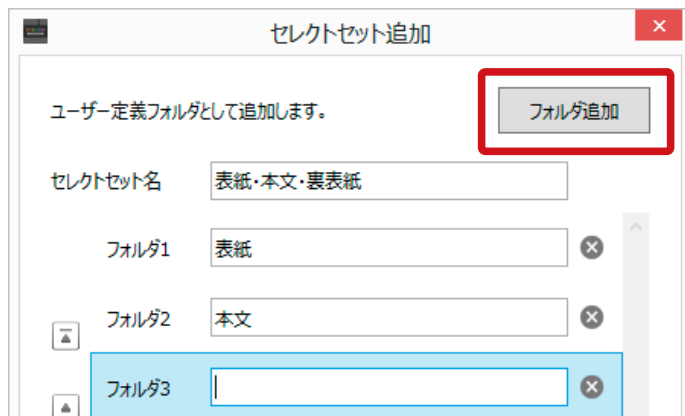 セレクトセット追加
ユーザー定義フォルダとして追加します。
フォルダ追加
セレクトセット名 表紙・本文・裏表紙
フォルダ1 表紙
フォルダ2 本文
フォルダ3